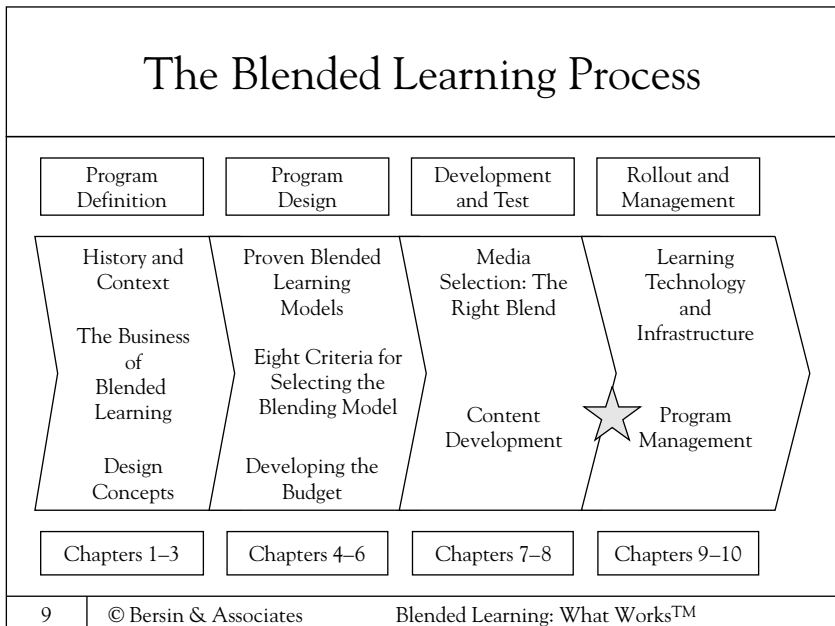 The Blended Learning Process
Program
Definition
Program
Design
Development
and Test
Rollout and
Management
History and
Context
The Business
of
Blended
Learning
Design
Concepts
Proven Blended
Learning
Models
Eight Criteria for
Selecting the
Blending Model
Developing the
Budget
Media
Selection: The
Right Blend
Content
Development
Learning
Technology
and
Infrastructure
Program
Management
Chapters 1–3
Chapters 4–6
Chapters 7–8
Chapters 9–10
9
© Bersin & Associates
Blended Learning: What Works™